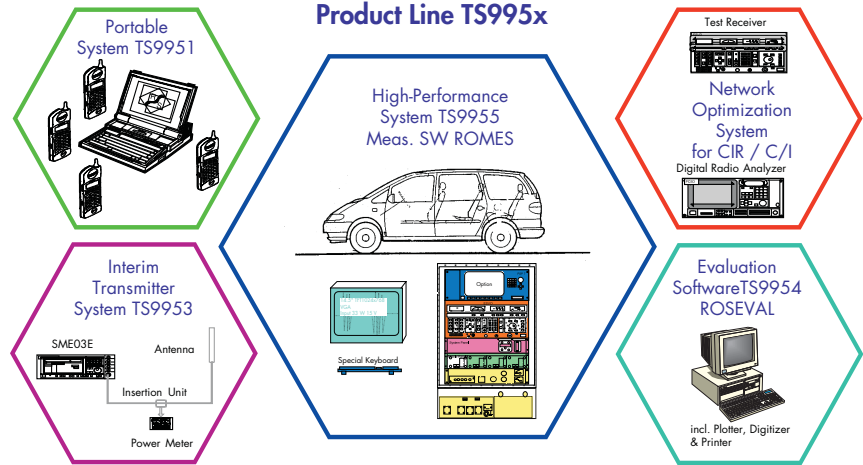 Product Line TS995x
Portable
System TS9951
High-Performance
System TS9955
Meas. SW ROMES
Option
Special Keyboard
Test Receiver
Network
Optimization
System
for CIR / C/I
Digital Radio Analyzer
Interim
Transmitter
System TS9953
SME03E
Antenna
Insertion Unit
Power Meter
Evaluation
SoftwareTS9954
ROSEVAL
incl. Plotter, Digitizer
& Printer